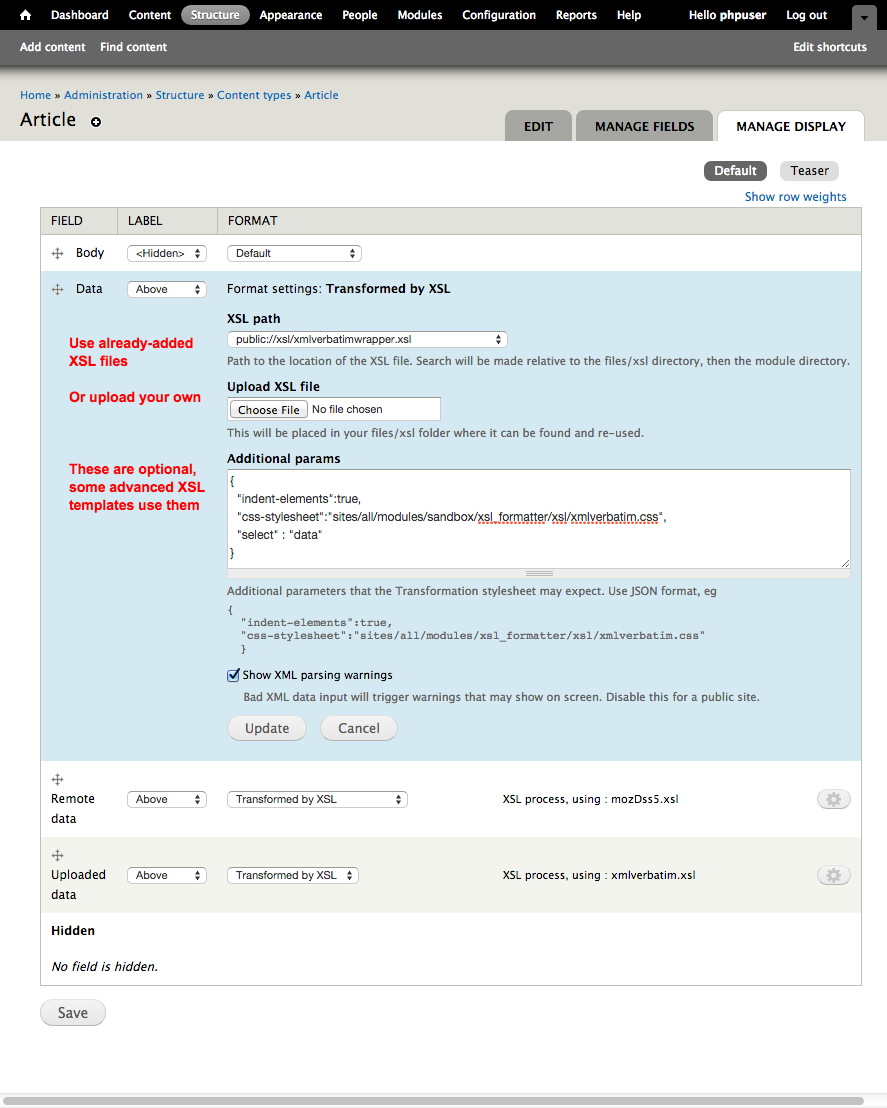 Dashboard Content Structure Appearance People Modules Configuration Reports Help Hello phpuser Log out
Add content Find content Edit shortcuts
Home » Administration » Structure » Content types » Article
Article
EDIT MANAGE FIELDS MANAGE DISPLAY
Default Teaser
Show row weights
FIELD LABEL FORMAT
Body <Hidden> Default
Data Above Format settings: Transformed by XSL
XSL path
Use already-added
XSL files
public://xsl/xmlverbatimwrapper.xsl
Path to the location of the XSL file. Search will be made relative to the files/xsl directory, then the module directory.
Upload XSL file
Or upload your own
Choose File No file chosen
This will be placed in your files/xsl folder where it can be found and re-used.
Additional params
These are optional,
some advanced XSL
templates use them
{
"indent-elements":true,
"css-stylesheet":"sites/all/modules/sandbox/xsl_formatter/xsl/xmlverbatim.css",
"select" : "data"
}
Additional parameters that the Transformation stylesheet may expect. Use JSON format, eg
{
"indent-elements":true,
"css-stylesheet":"sites/all/modules/xsl_formatter/xsl/xmlverbatim.css"
}
Show XML parsing warnings
Bad XML data input will trigger warnings that may show on screen. Disable this for a public site.
Update Cancel
Remote
data
Above Transformed by XSL XSL process, using : mozDss5.xsl
Uploaded
data
Above Transformed by XSL XSL process, using : xmlverbatim.xsl
Hidden
No field is hidden.
Save